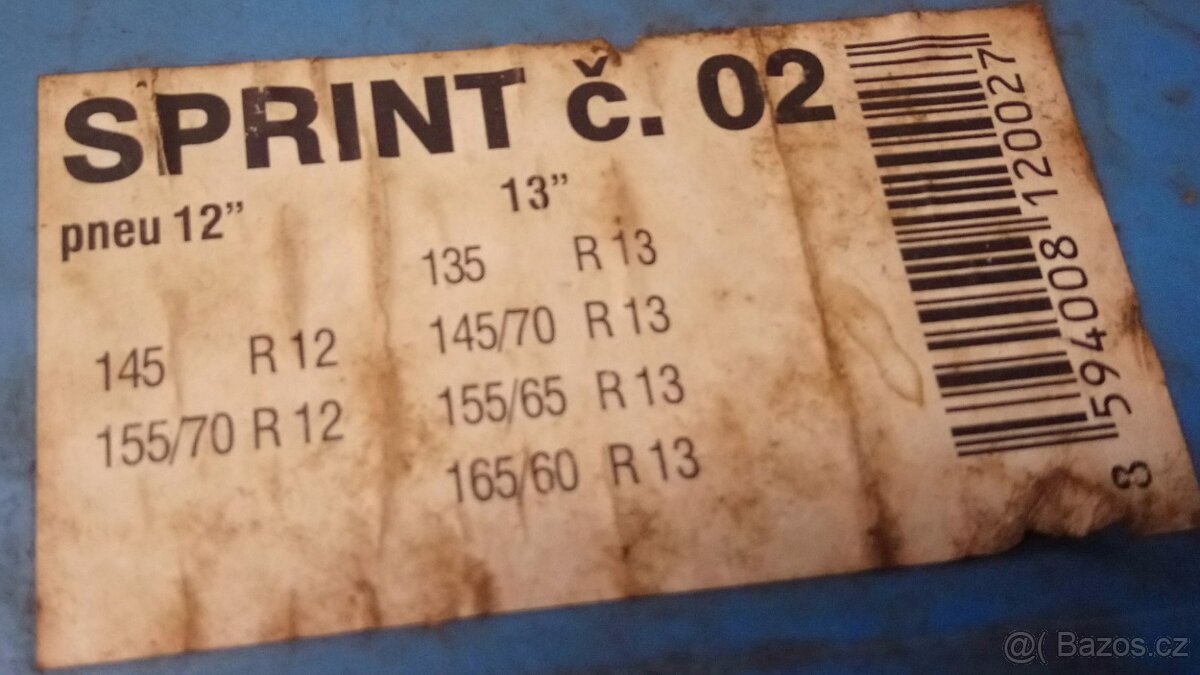 SPRINT č. 02
pneu 12”
13”
135 R 13
145 R 12
145/70 R 13
155/70 R 12
155/65 R 13
165/60 R 13
8 594008 120027
@( Bazos.cz